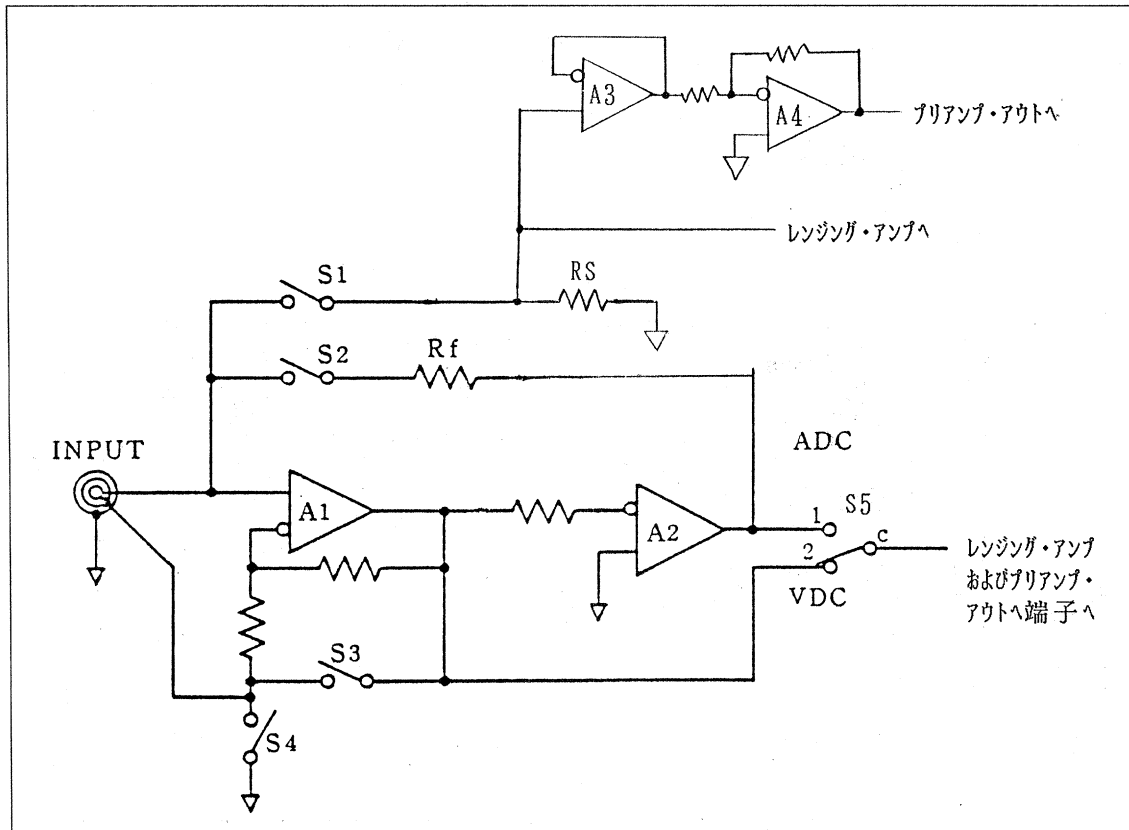 A3
A4
プリアンプ・アウトへ
レンジング・アンプへ
S1
RS
S2
Rf
INPUT
ADC
A1
A2
1
S5
2
c
VDC
レンジング・アンプ
およびプリアンプ・
アウトへ端子へ
S3
S4